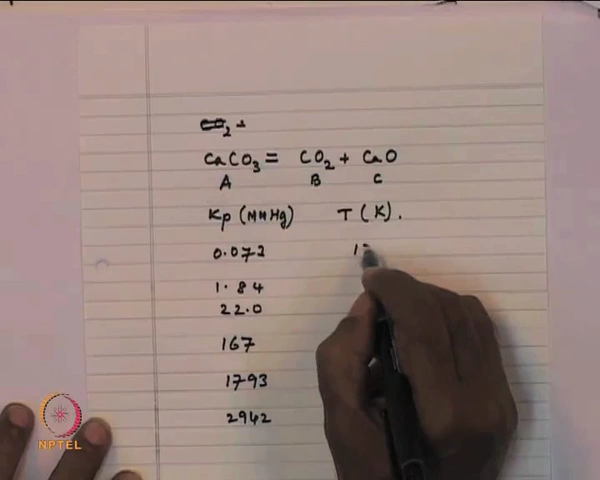 CO2 +
CaCO3 = CO2 + CaO
A B C
Kp (MMHg) T (K).
0.072
1.84
22.0
167
1793
2942
NPTEL